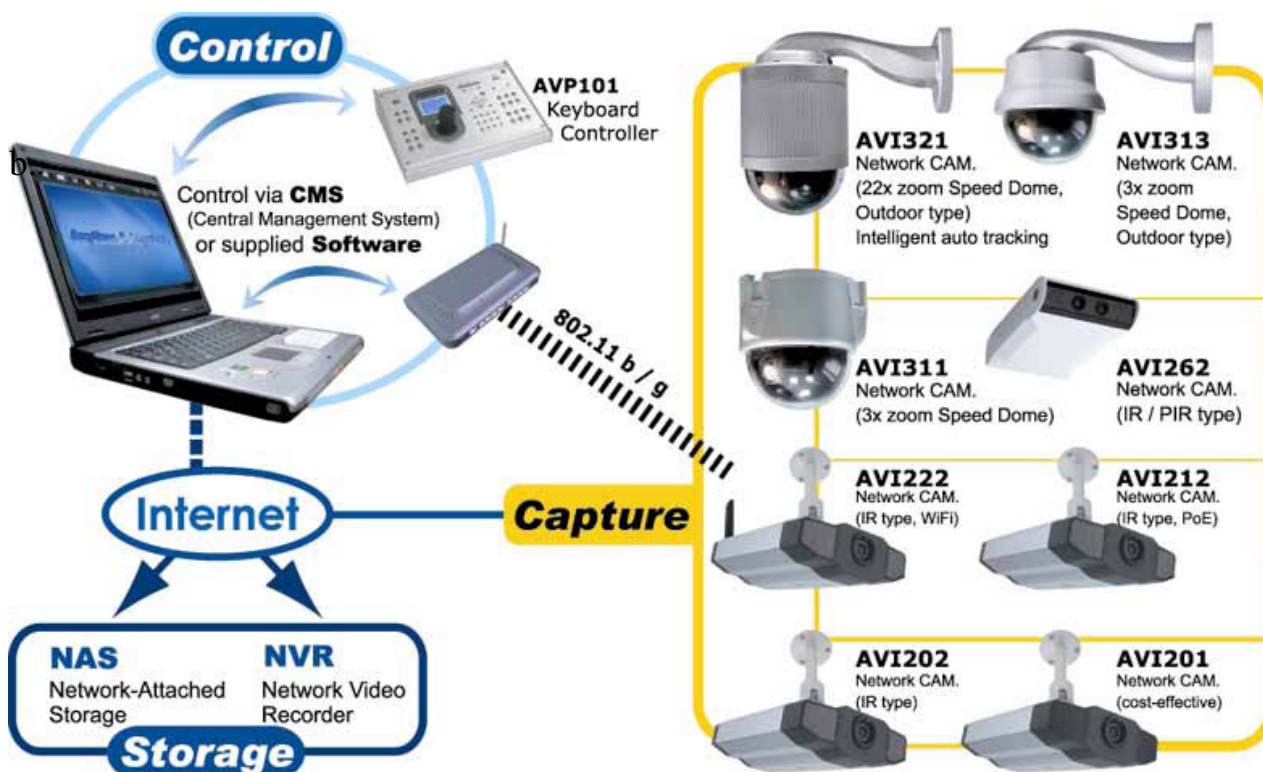 Control
AVP101
Keyboard
Controller
b
Control via CMS
(Central Management System)
or supplied Software
802.11 b / g
Internet
Capture
NAS
Network-Attached
Storage
NVR
Network Video
Recorder
Storage
AVI321
Network CAM.
(22x zoom Speed Dome,
Outdoor type)
Intelligent auto tracking
AVI313
Network CAM.
(3x zoom
Speed Dome,
Outdoor type)
AVI311
Network CAM.
(3x zoom Speed Dome)
AVI262
Network CAM.
(IR / PIR type)
AVI222
Network CAM.
(IR type, WiFi)
AVI212
Network CAM.
(IR type, PoE)
AVI202
Network CAM.
(IR type)
AVI201
Network CAM.
(cost-effective)